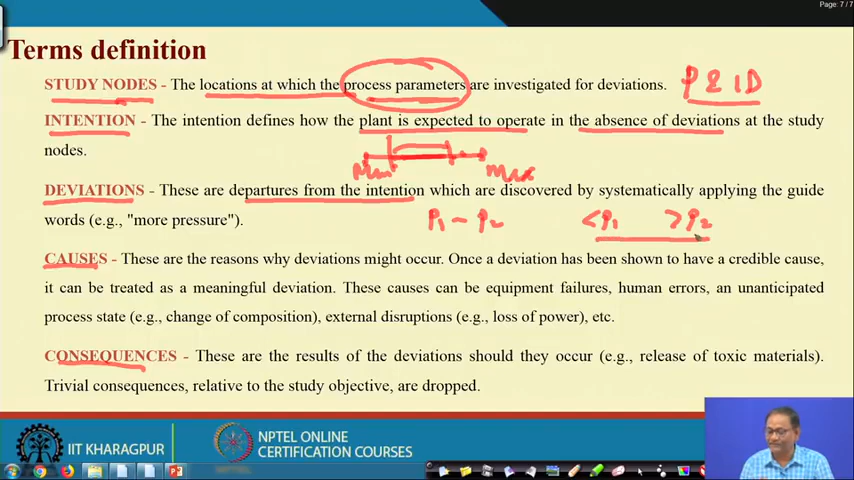 Page: 7 / 7
Terms definition
STUDY NODES - The locations at which the process parameters are investigated for deviations. P & ID
INTENTION - The intention defines how the plant is expected to operate in the absence of deviations at the study
nodes.
Min Max
DEVIATIONS - These are departures from the intention which are discovered by systematically applying the guide
words (e.g., "more pressure"). P1 - P2 <P1 >P2
CAUSES - These are the reasons why deviations might occur. Once a deviation has been shown to have a credible cause,
it can be treated as a meaningful deviation. These causes can be equipment failures, human errors, an unanticipated
process state (e.g., change of composition), external disruptions (e.g., loss of power), etc.
CONSEQUENCES - These are the results of the deviations should they occur (e.g., release of toxic materials).
Trivial consequences, relative to the study objective, are dropped.
IIT KHARAGPUR
NPTEL ONLINE
CERTIFICATION COURSES